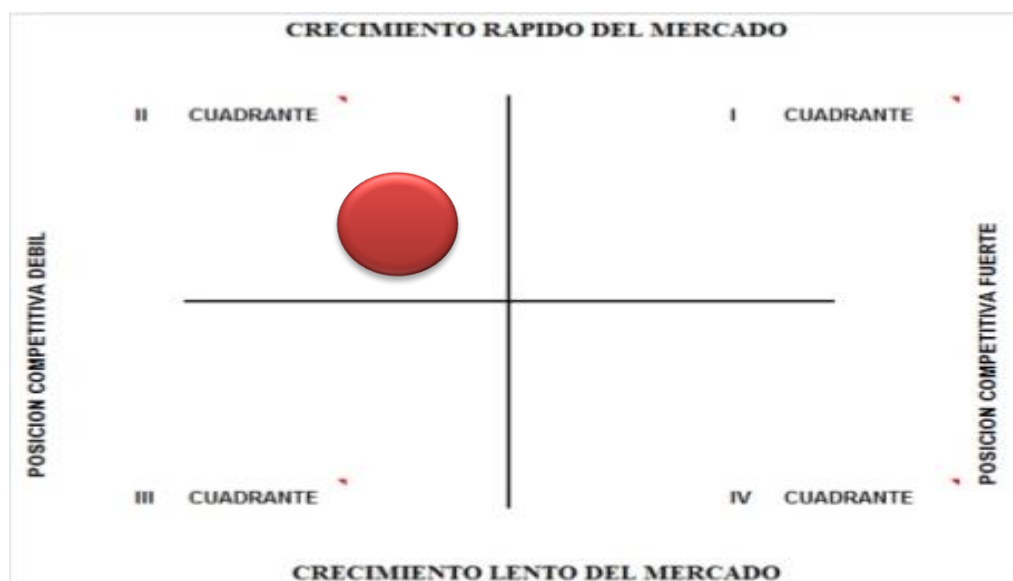 CRECIMIENTO RAPIDO DEL MERCADO
II CUADRANTE
I CUADRANTE
POSICION COMPETITIVA DEBIL
POSICION COMPETITIVA FUERTE
III CUADRANTE
IV CUADRANTE
CRECIMIENTO LENTO DEL MERCADO